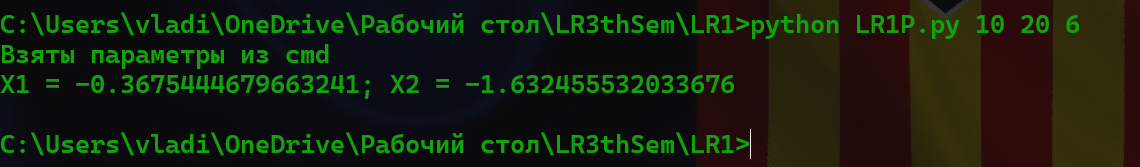 C:\Users\vladi\OneDrive\Рабочий стол\LR3thSem\LR1>python LR1P.py 10 20 6
Взяты параметры из cmd
X1 = -0.3675444679663241; X2 = -1.6324555532033676
C:\Users\vladi\OneDrive\Рабочий стол\LR3thSem\LR1>